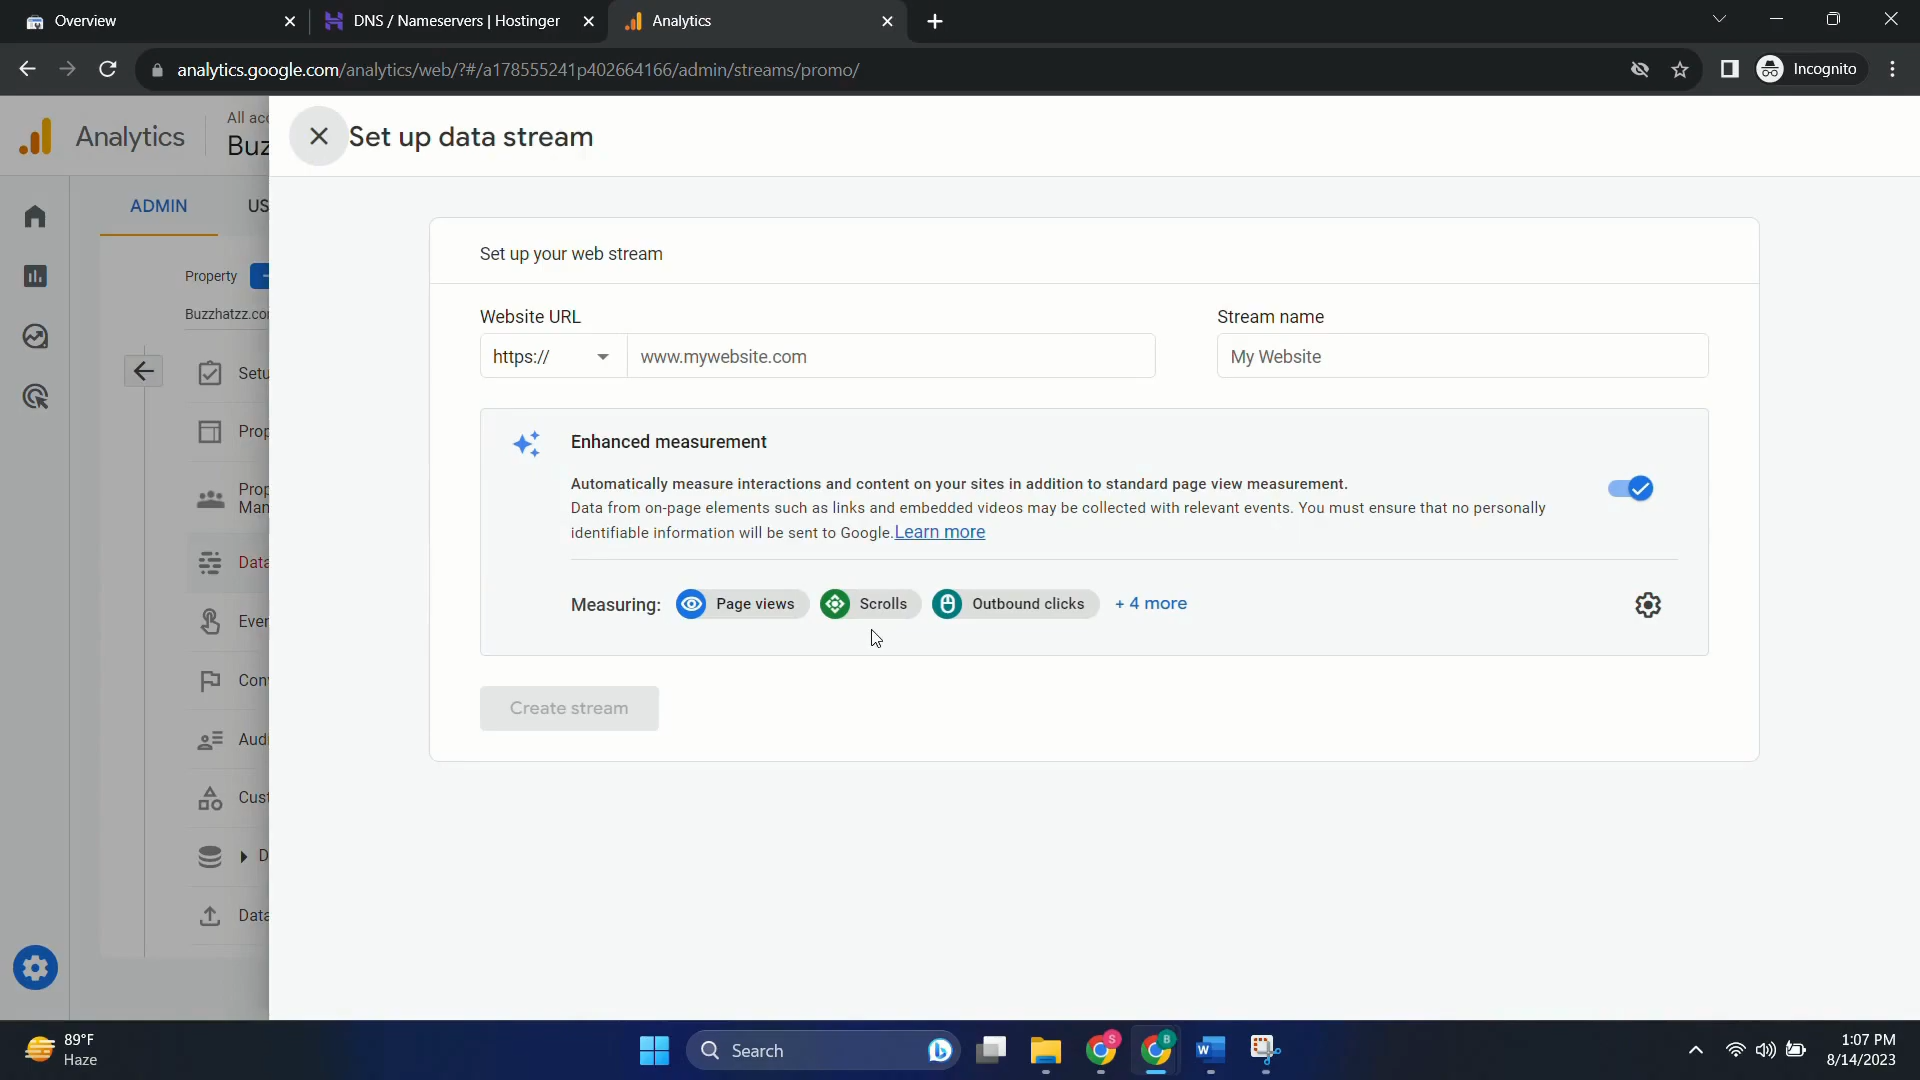 Overview
DNS / Nameservers | Hostinger
Analytics
analytics.google.com/analytics/web/?#/a178555241p402664166/admin/streams/promo/
Incognito
Analytics
All acc
Buz
Set up data stream
ADMIN
US
Property
Buzzhatzz.co
Setu
Prop
Prop
Man
Data
Ever
Con
Audi
Cust
D
Data
Set up your web stream
Website URL
Stream name
https://
www.mywebsite.com
My Website
Enhanced measurement
Automatically measure interactions and content on your sites in addition to standard page view measurement.
Data from on-page elements such as links and embedded videos may be collected with relevant events. You must ensure that no personally
identifiable information will be sent to Google. Learn more
Measuring: Page views Scrolls Outbound clicks + 4 more
Create stream
89°F
Haze
Search
S
B
W
1:07 PM
8/14/2023